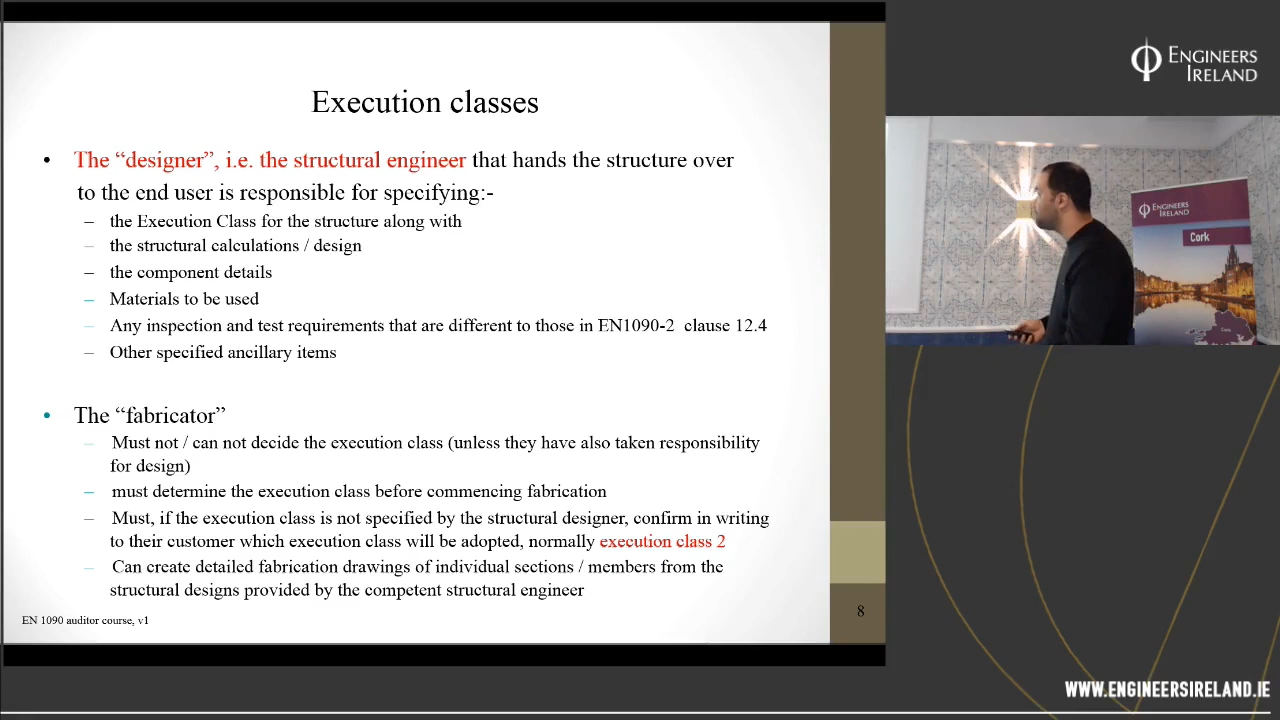 Execution classes
• The “designer”, i.e. the structural engineer that hands the structure over
to the end user is responsible for specifying:-
– the Execution Class for the structure along with
– the structural calculations / design
– the component details
– Materials to be used
– Any inspection and test requirements that are different to those in EN1090-2 clause 12.4
– Other specified ancillary items
• The “fabricator”
– Must not / can not decide the execution class (unless they have also taken responsibility
for design)
– must determine the execution class before commencing fabrication
– Must, if the execution class is not specified by the structural designer, confirm in writing
to their customer which execution class will be adopted, normally execution class 2
– Can create detailed fabrication drawings of individual sections / members from the
structural designs provided by the competent structural engineer
EN 1090 auditor course, v1
8
ENGINEERS
IRELAND
ENGINEERS
IRELAND
Cork
WWW.ENGINEERSIRELAND.IE